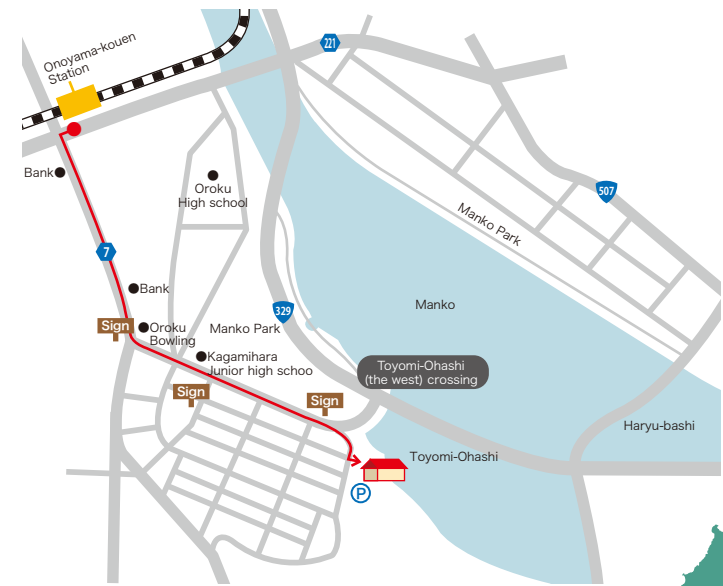 Onoyama-kouen
Station
221
Bank
Oroku
High school
507
Manko Park
7
Bank
329
Manko
Sign
Oroku
Bowling
Manko Park
Kagamihara
Junior high schoo
Toyomi-Ohashi
(the west) crossing
Sign
Sign
Haryu-bashi
Toyomi-Ohashi
P